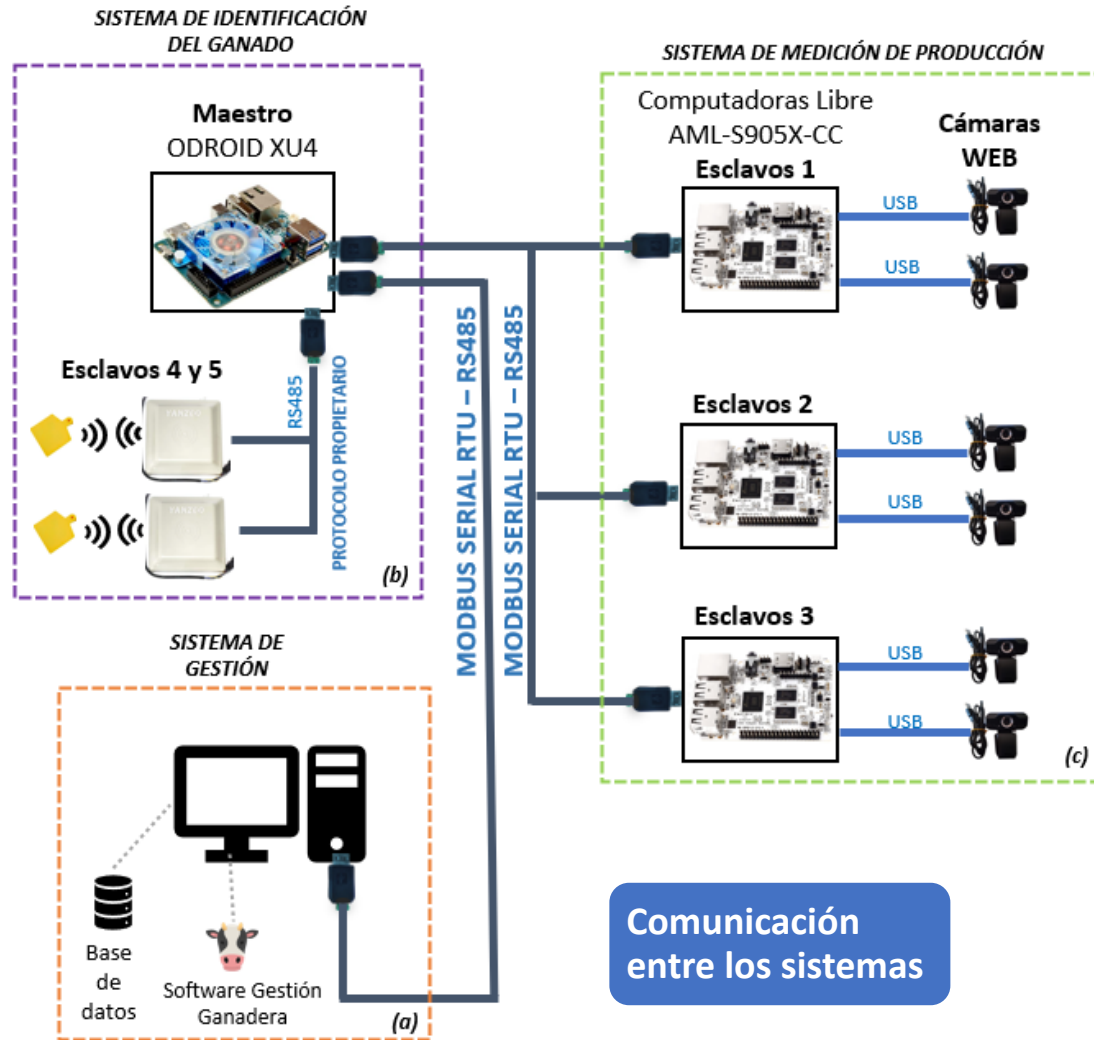 SISTEMA DE IDENTIFICACIÓN
DEL GANADO
Maestro
ODROID XU4
Esclavos 4 y 5
RS485
PROTOCOLO PROPIETARIO
(b)
MODBUS SERIAL RTU – RS485
MODBUS SERIAL RTU – RS485
SISTEMA DE MEDICIÓN DE PRODUCCIÓN
Computadoras Libre
AML-S905X-CC
Cámaras
WEB
Esclavos 1
USB
USB
Esclavos 2
USB
USB
Esclavos 3
USB
USB
(c)
SISTEMA DE
GESTIÓN
Base
de
datos
Software Gestión
Ganadera
(a)
Comunicación
entre los sistemas